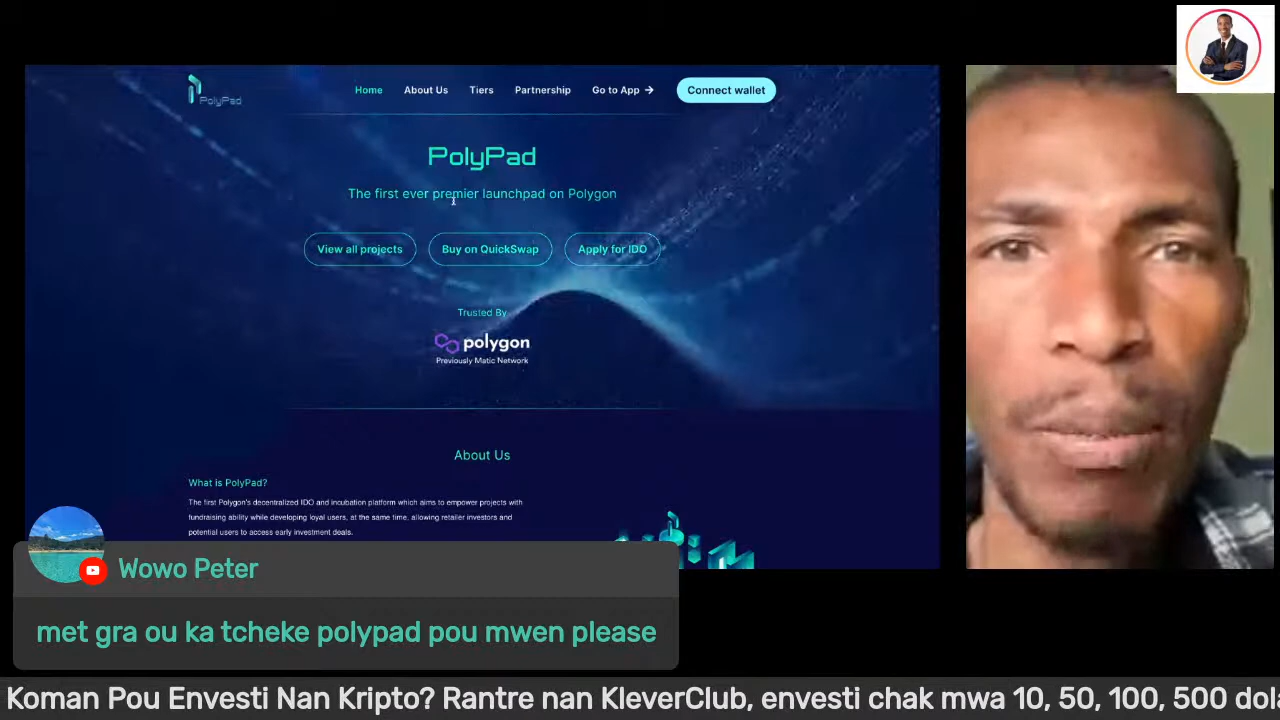 PolyPad
Home About Us Tiers Partnership Go to App → Connect wallet
PolyPad
The first ever premier launchpad on Polygon
View all projects Buy on QuickSwap Apply for IDO
Trusted By
polygon
Previously Matic Network
About Us
What is PolyPad?
The first Polygon's decentralized IDO and incubation platform which aims to empower projects with
fundraising ability while developing loyal users, at the same time, allowing retailer investors and
potential users to access early investment deals.
Wowo Peter
met gra ou ka tcheke polypad pou mwen please
Koman Pou Envesti Nan Kripto? Rantre nan KleverClub, envesti chak mwa 10, 50, 100, 500 dola